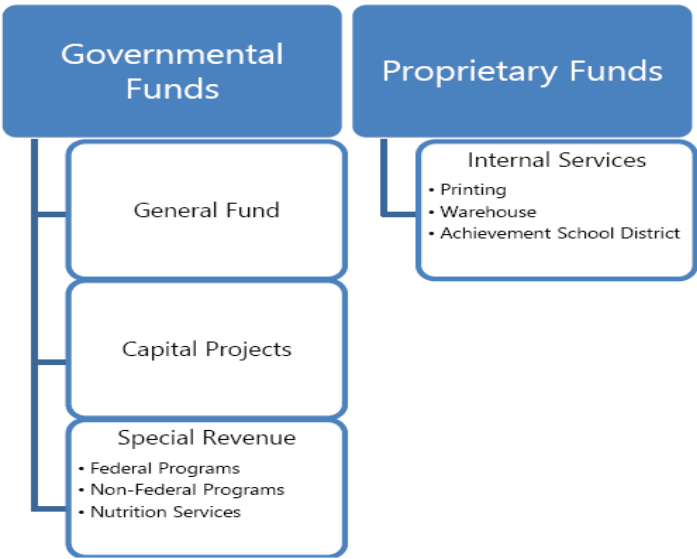 Governmental
Funds
General Fund
Capital Projects
Special Revenue
• Federal Programs
• Non-Federal Programs
• Nutrition Services
Proprietary Funds
Internal Services
• Printing
• Warehouse
• Achievement School District